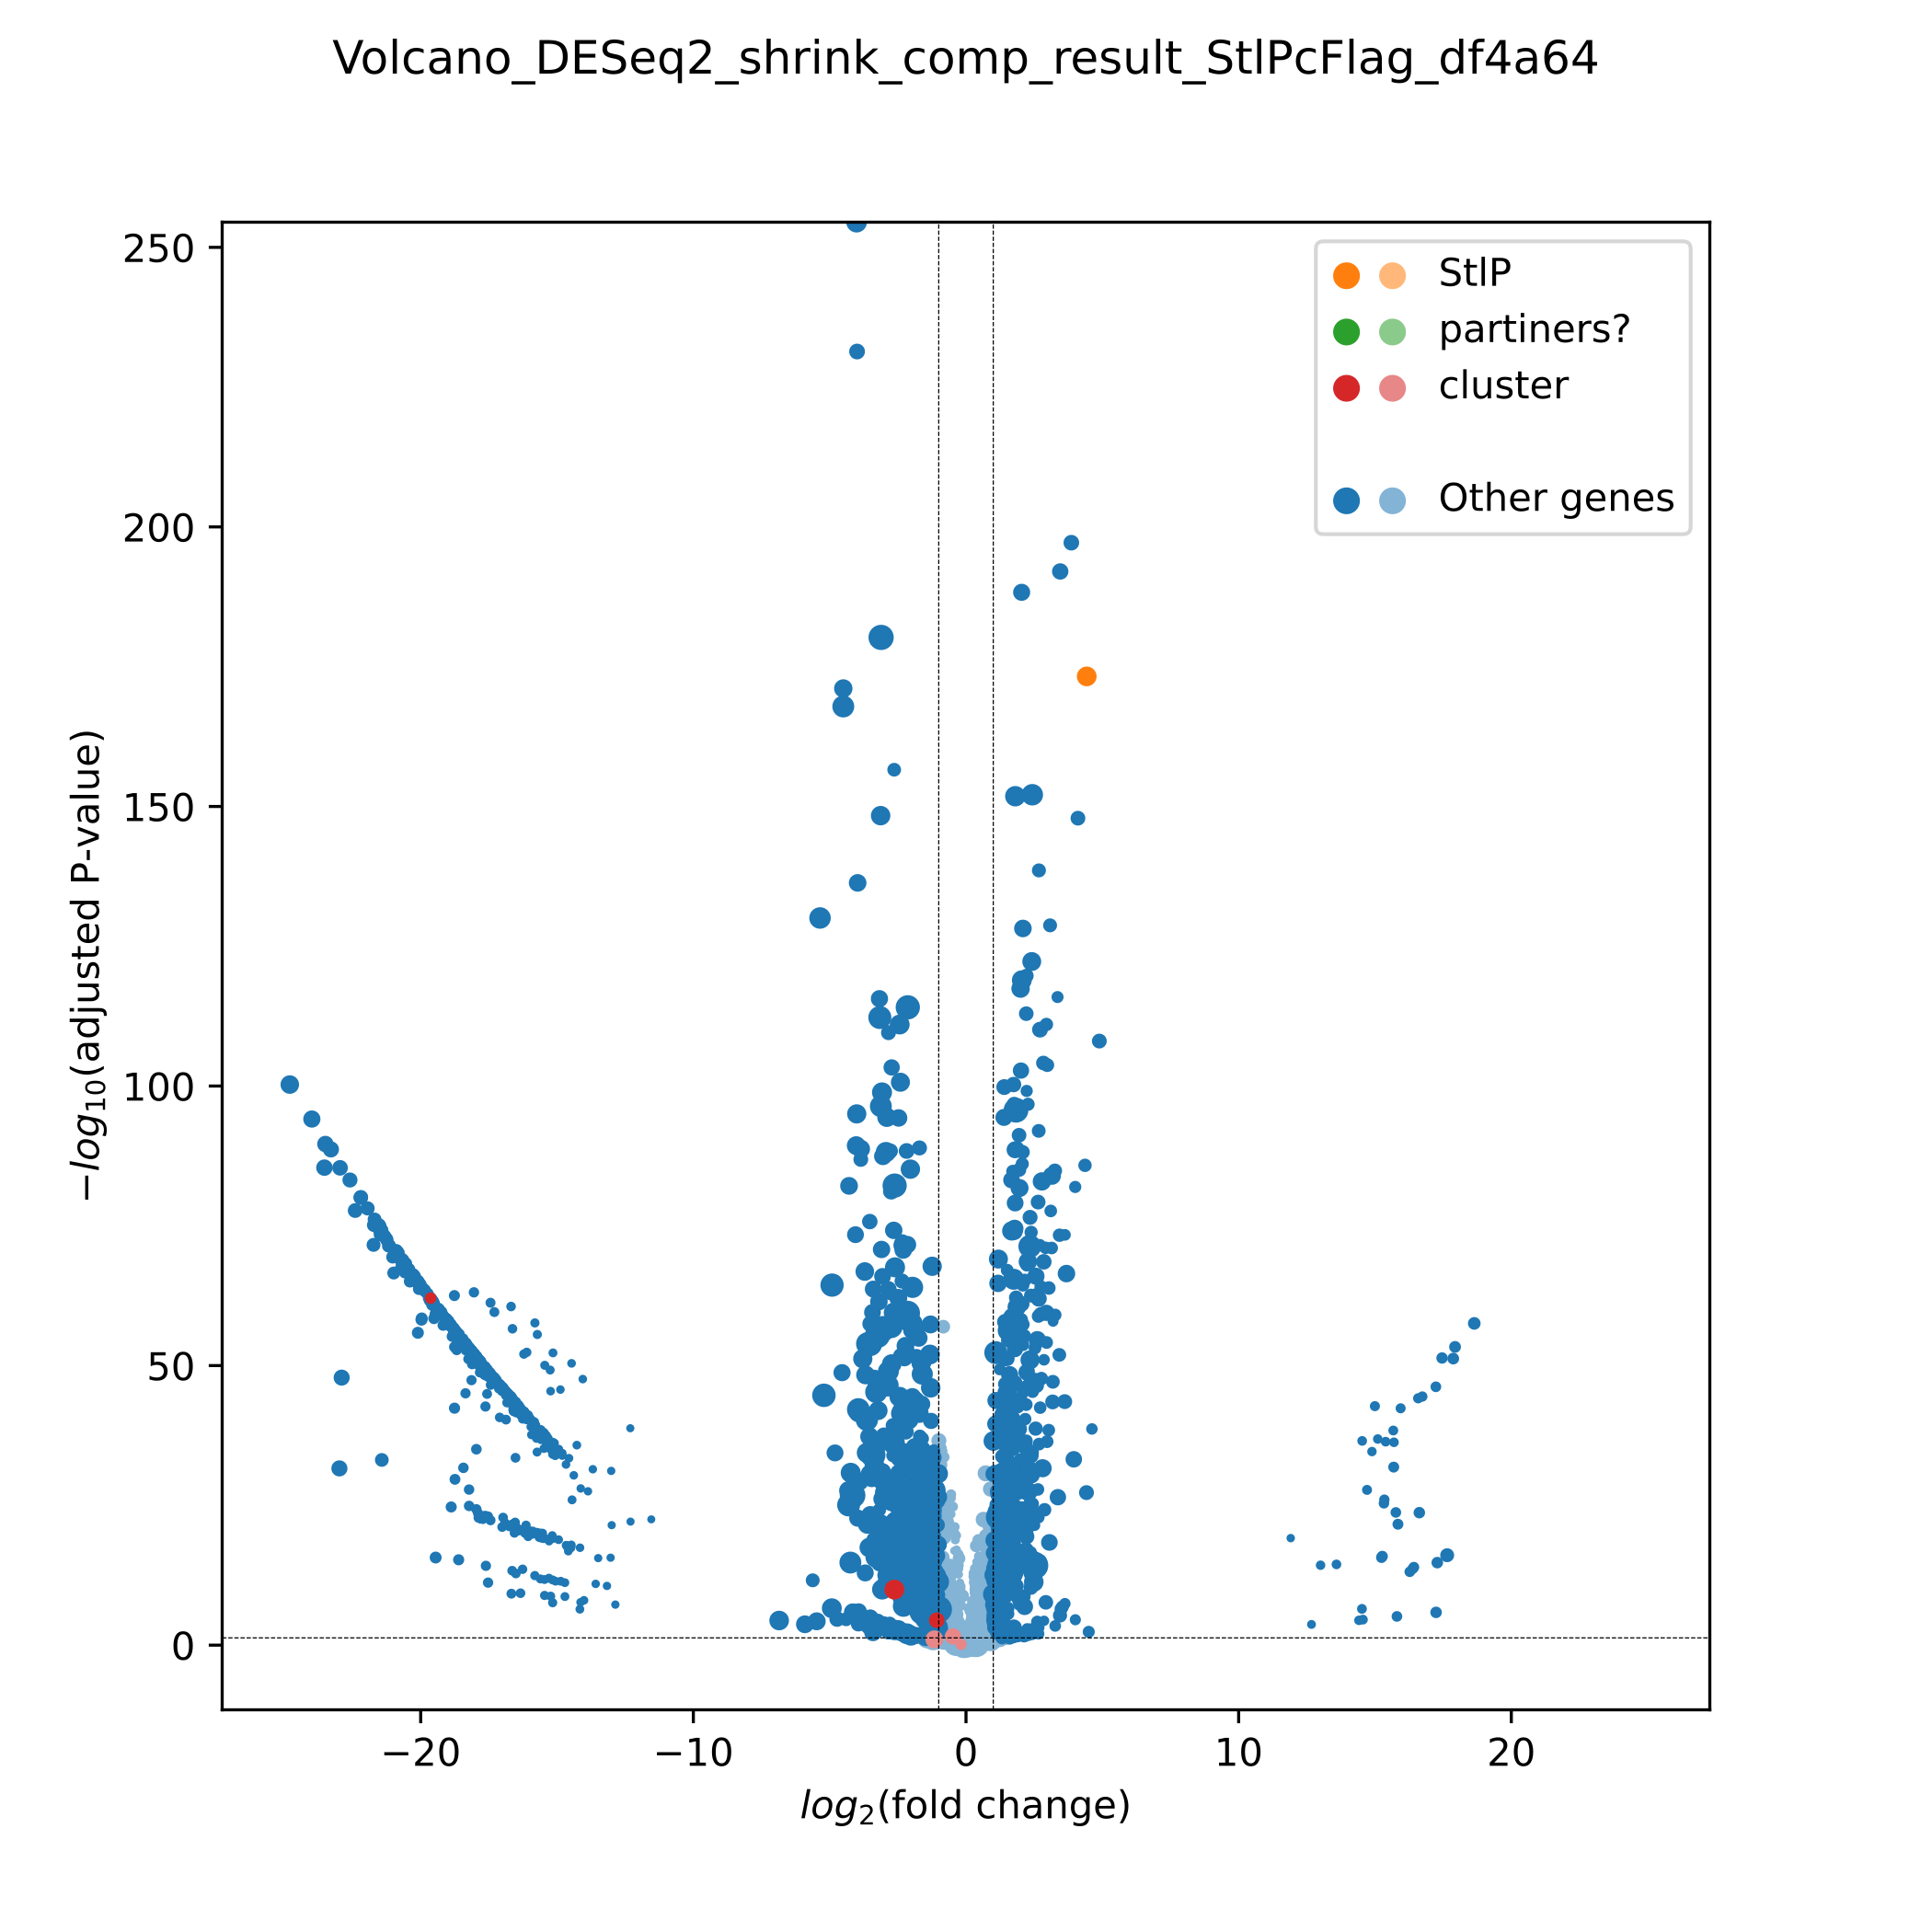 Volcano_DESeq2_shrink_comp_result_StlPcFlag_df4a64
250
200
150
100
50
0
−log₁₀(adjusted P-value)
StlP
partiners?
cluster
Other genes
−20 −10 0 10 20
log₂(fold change)